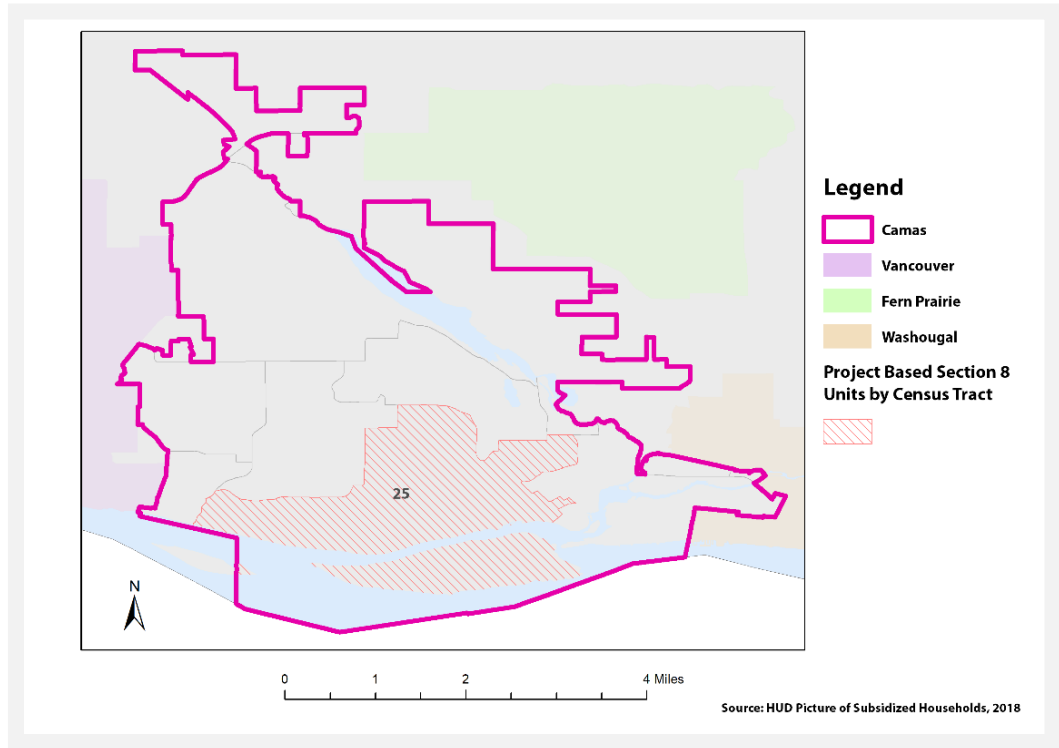 Legend
Camas
Vancouver
Fern Prairie
Washougal
Project Based Section 8
Units by Census Tract
25
N
0 1 2 4 Miles
Source: HUD Picture of Subsidized Households, 2018